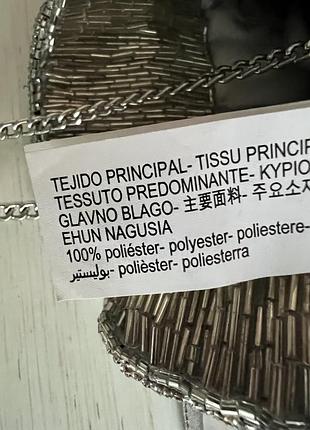 TEJIDO PRINCIPAL- TISSU PRINCIP
TESSUTO PREDOMINANTE- ΚΥΡΙΟ
GLAVNO BLAGO- 主要面料- 주요소재
EHUN NAGUSIA
100% poliéster- polyester- poliestere-
بوليستير- polièster- poliesterra